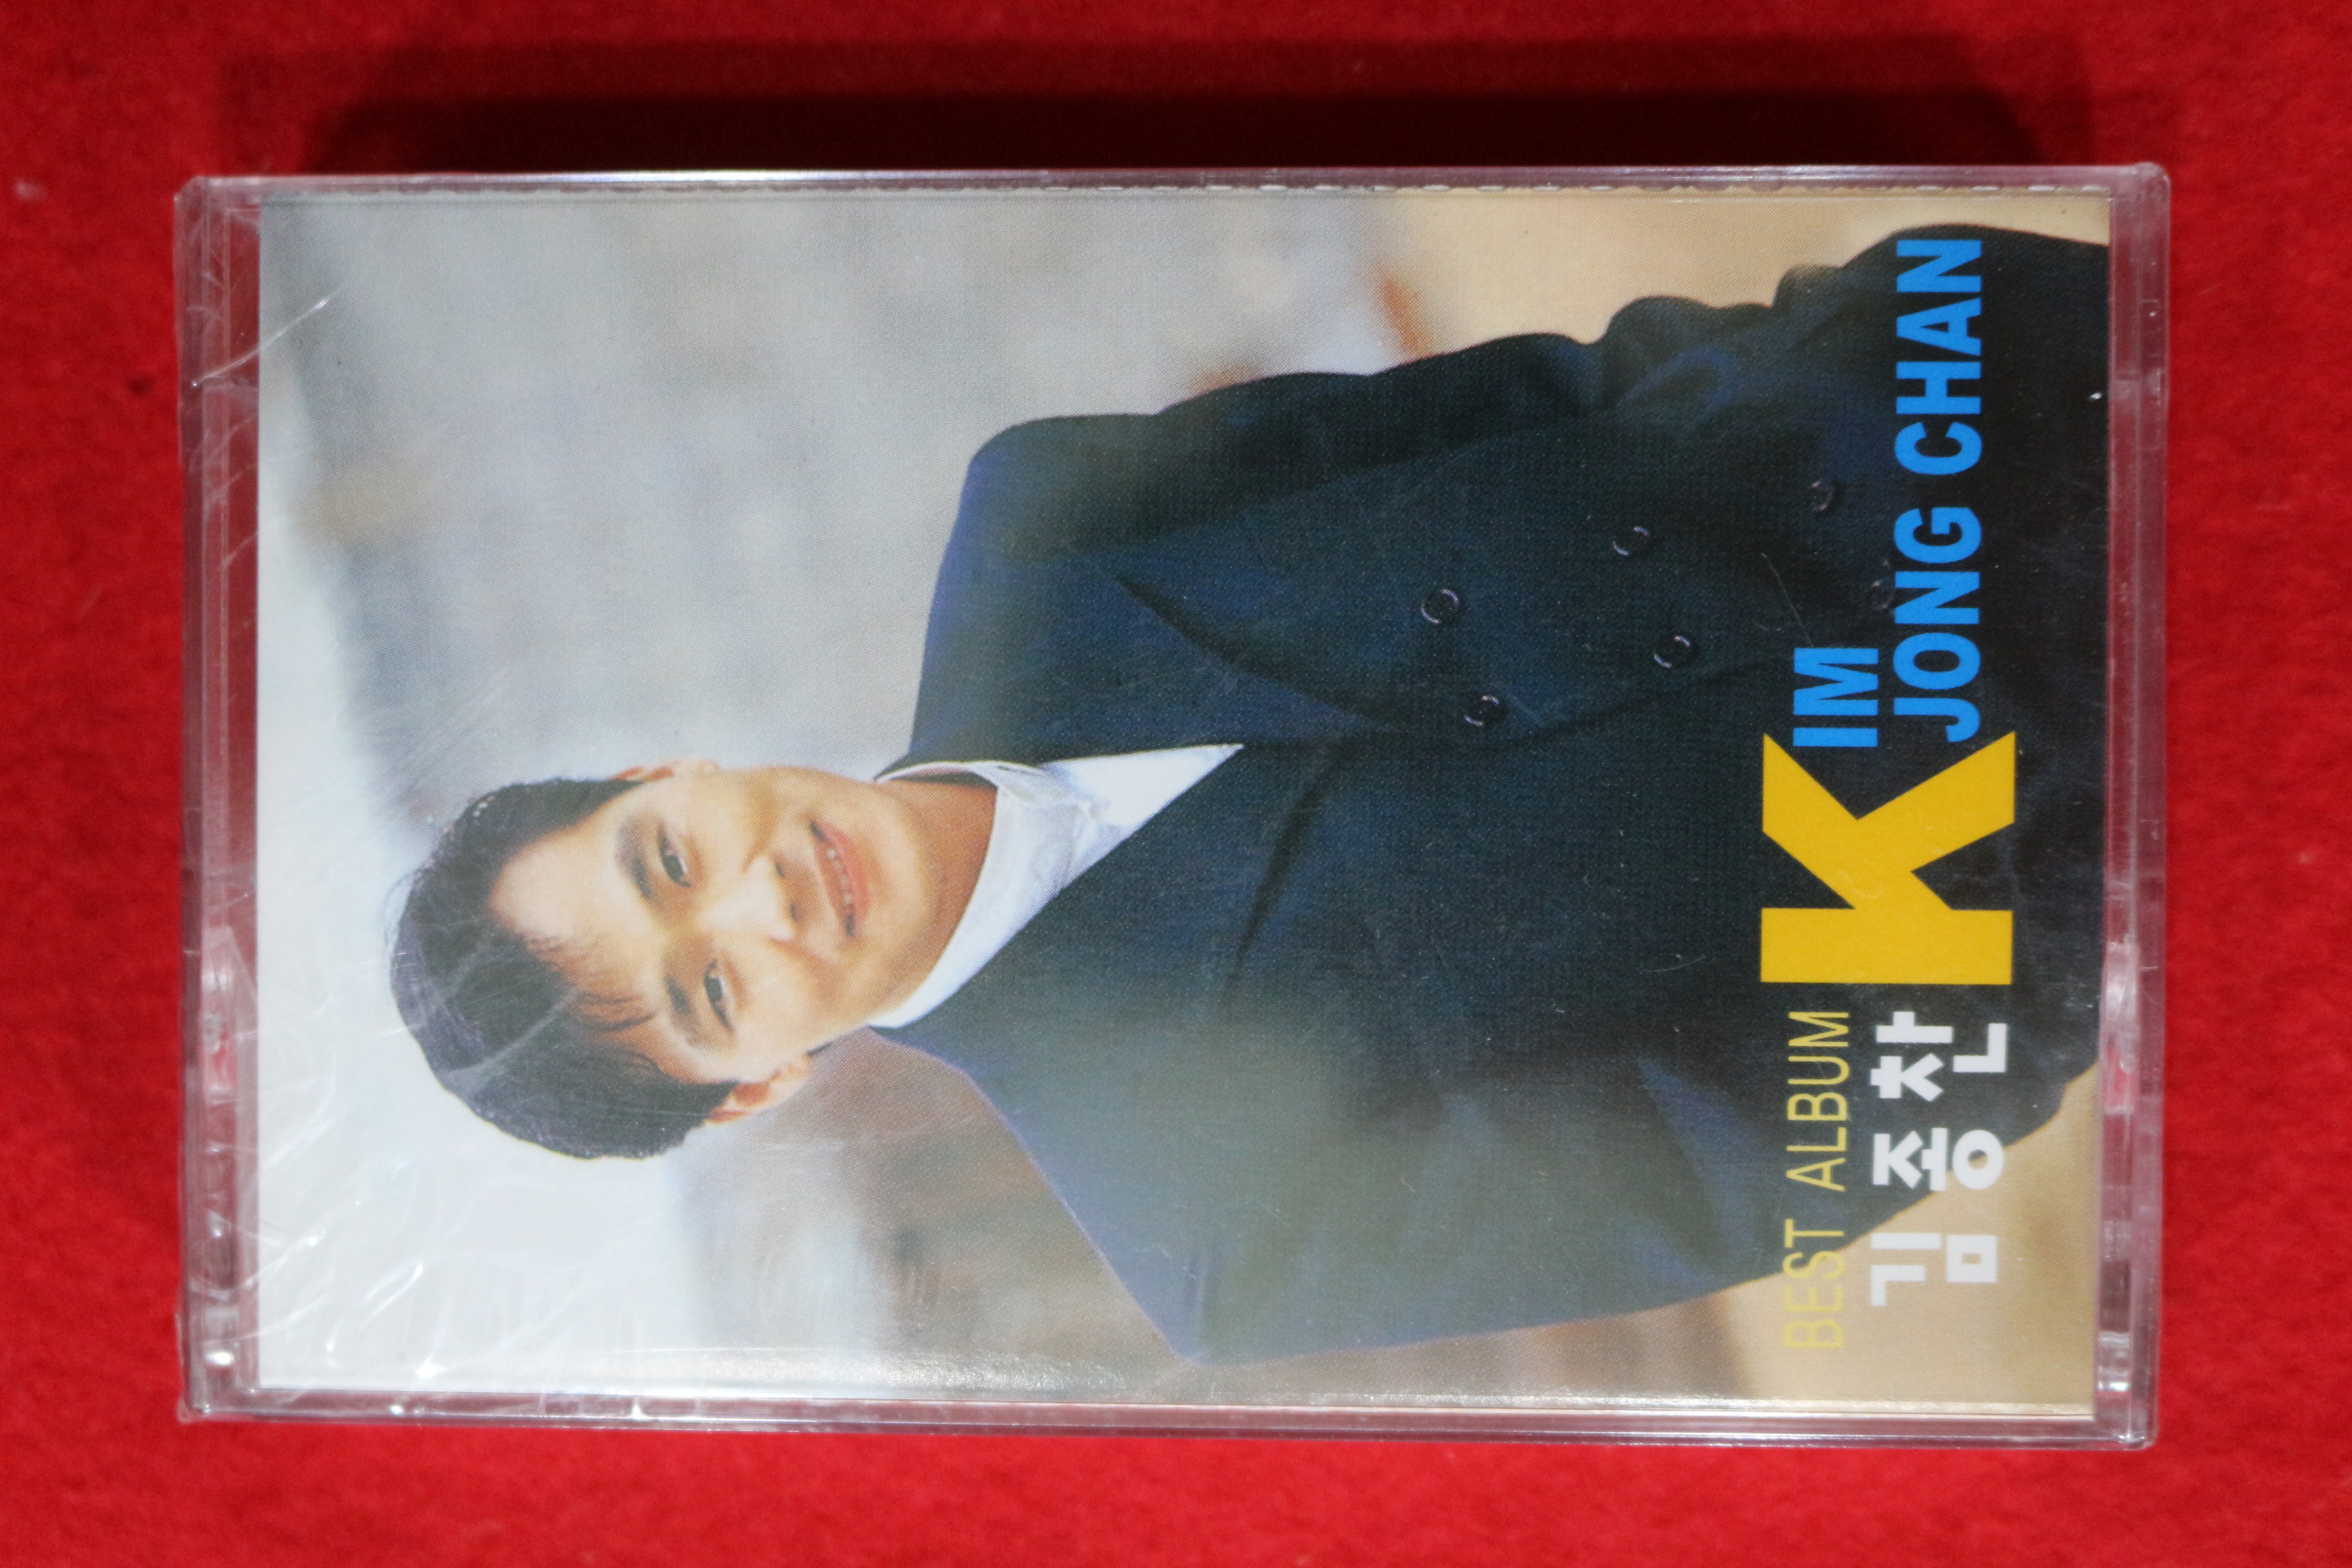 BEST ALBUM
김종찬
KIM
JONG CHAN